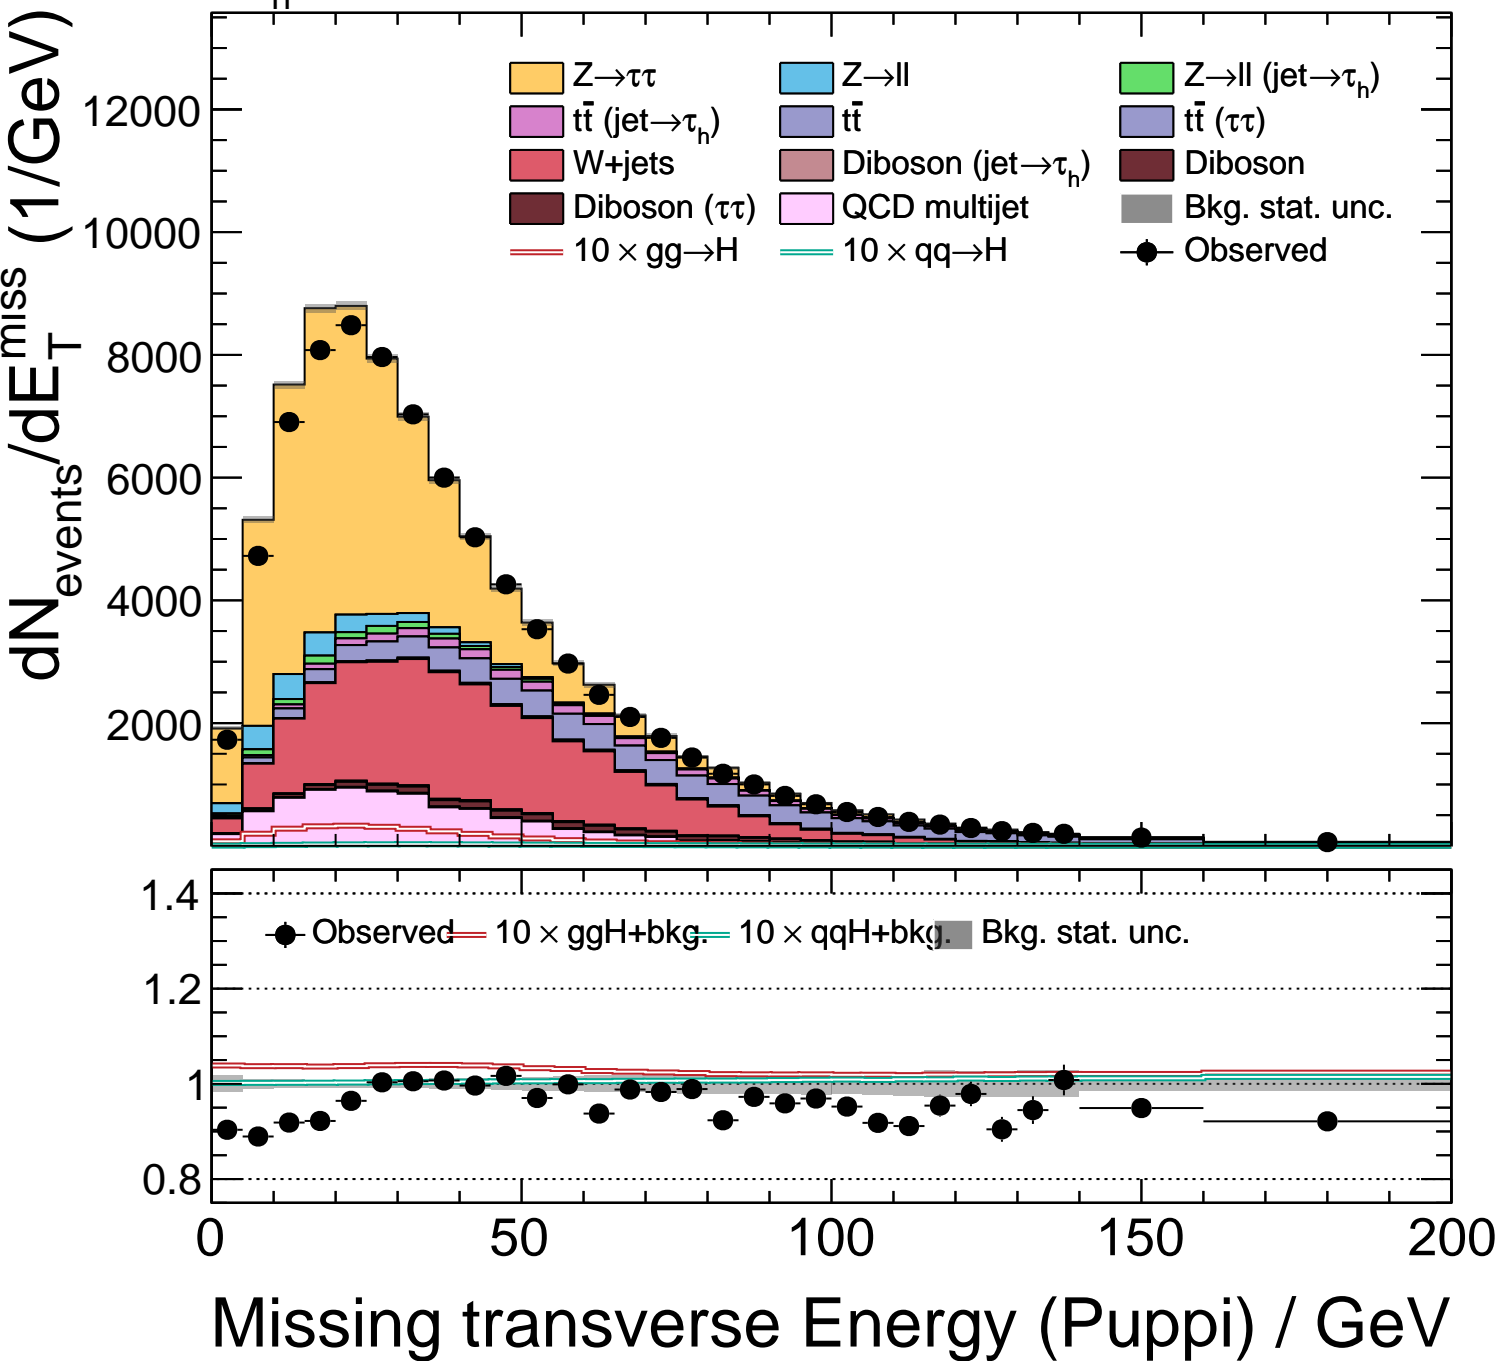 12000
10000
8000
6000
4000
2000
dN_events/dE_T^miss (1/GeV)
Z→ττ Z→ll Z→ll (jet→τ_h)
tt̄ (jet→τ_h) tt̄ tt̄ (ττ)
W+jets Diboson (jet→τ_h) Diboson
Diboson (ττ) QCD multijet Bkg. stat. unc.
10 × gg→H 10 × qq→H Observed
1.4
1.2
1
0.8
Observed 10 × ggH+bkg. 10 × qqH+bkg. Bkg. stat. unc.
0 50 100 150 200
Missing transverse Energy (Puppi) / GeV